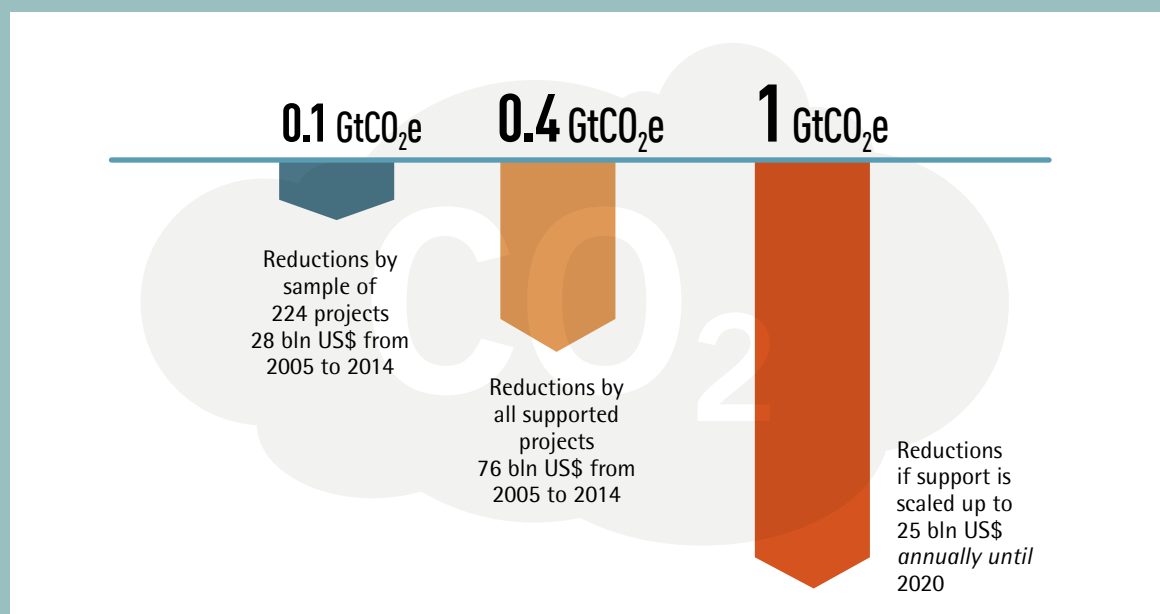 0.1 GtCO₂e
0.4 GtCO₂e
1 GtCO₂e
CO₂
Reductions by
sample of
224 projects
28 bln US$ from
2005 to 2014
Reductions by
all supported
projects
76 bln US$ from
2005 to 2014
Reductions
if support is
scaled up to
25 bln US$
annually until
2020